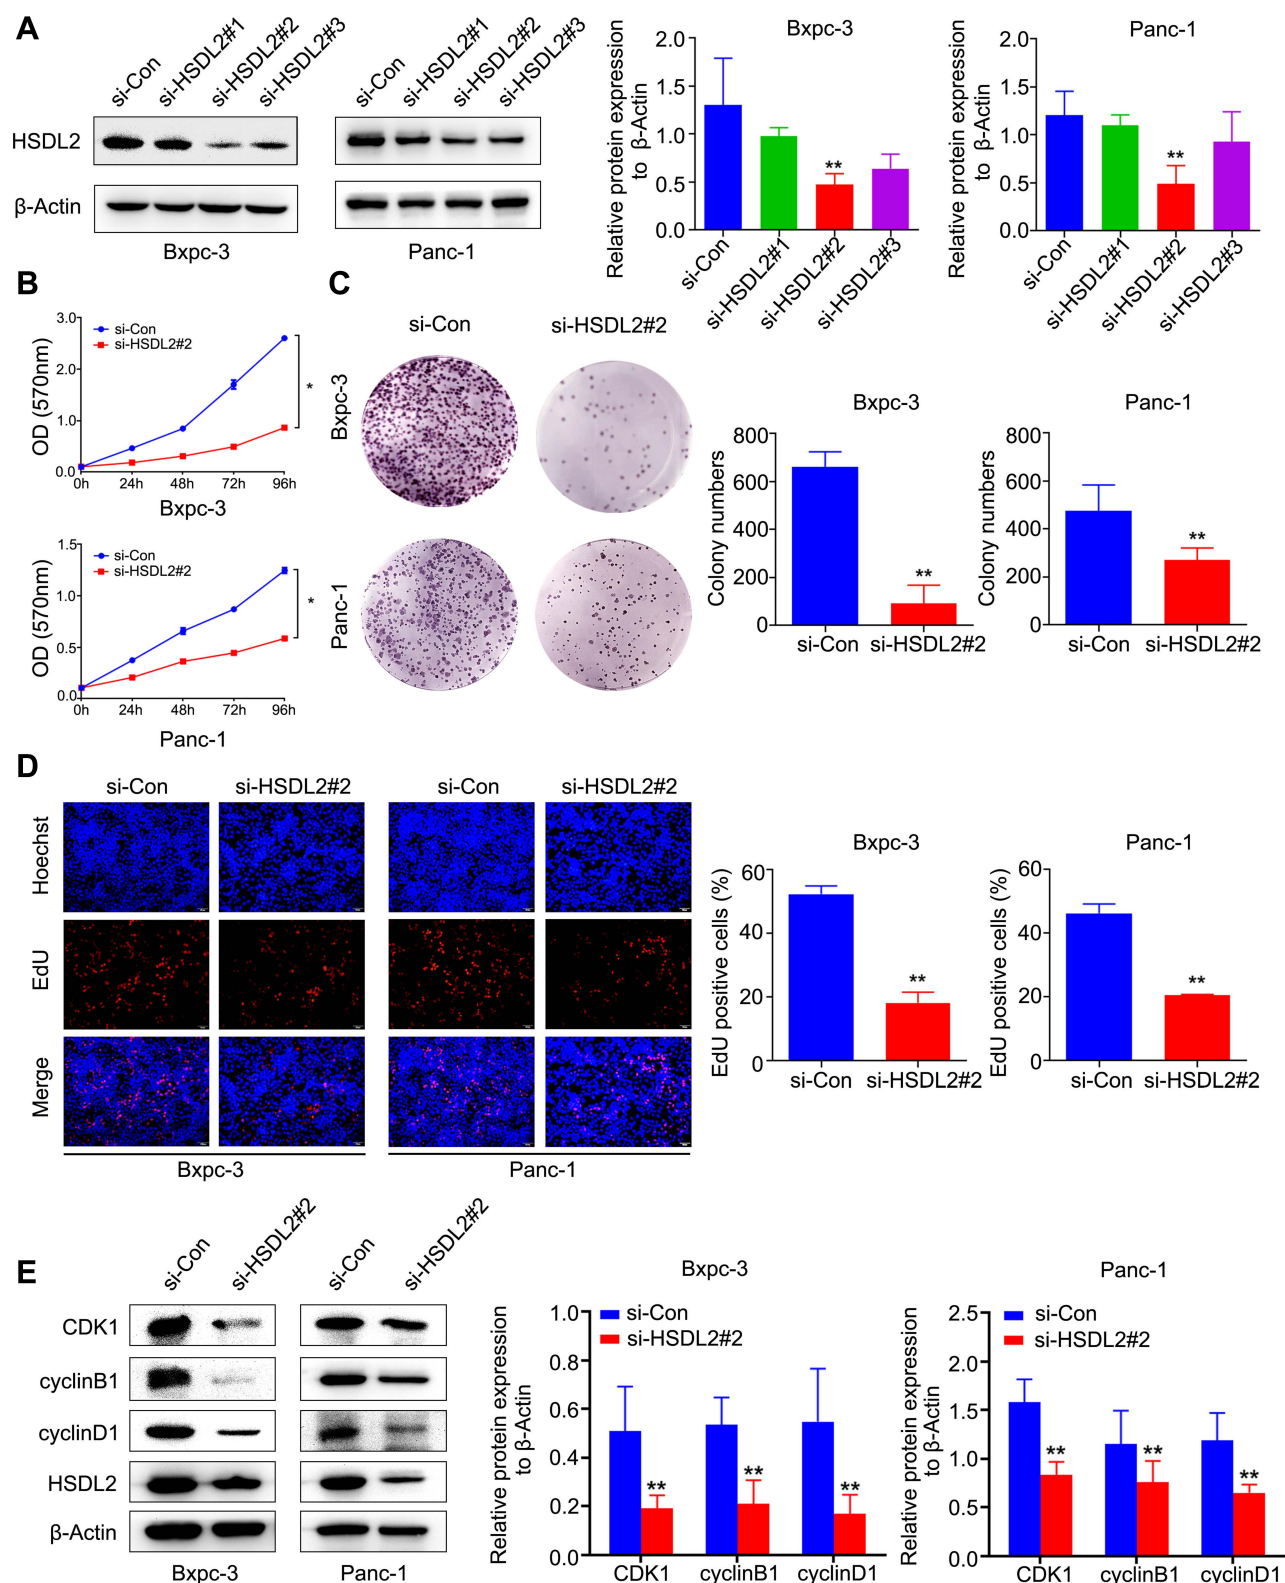 A
si-Con
si-HSDL2#1
si-HSDL2#2
si-HSDL2#3
si-Con
si-HSDL2#1
si-HSDL2#2
si-HSDL2#3
HSDL2
β-Actin
Bxpc-3
Panc-1
Bxpc-3
Relative protein expression
to β-Actin
2.0
1.5
1.0
0.5
0.0
**
si-Con
si-HSDL2#1
si-HSDL2#2
si-HSDL2#3
Panc-1
Relative protein expression
to β-Actin
2.0
1.5
1.0
0.5
0.0
**
si-Con
si-HSDL2#1
si-HSDL2#2
si-HSDL2#3
B
OD (570nm)
3.0
2.0
1.0
0.0
si-Con
si-HSDL2#2
*
0h 24h 48h 72h 96h
Bxpc-3
OD (570nm)
1.5
1.0
0.5
0.0
si-Con
si-HSDL2#2
*
0h 24h 48h 72h 96h
Panc-1
C
si-Con
si-HSDL2#2
Bxpc-3
Panc-1
Bxpc-3
Colony numbers
800
600
400
200
0
**
si-Con si-HSDL2#2
Panc-1
Colony numbers
800
600
400
200
0
**
si-Con si-HSDL2#2
D
si-Con
si-HSDL2#2
si-Con
si-HSDL2#2
Hoechst
EdU
Merge
Bxpc-3
Panc-1
Bxpc-3
EdU positive cells (%)
60
40
20
0
**
si-Con si-HSDL2#2
Panc-1
EdU positive cells (%)
60
40
20
0
**
si-Con si-HSDL2#2
E
si-Con
si-HSDL2#2
si-Con
si-HSDL2#2
CDK1
cyclinB1
cyclinD1
HSDL2
β-Actin
Bxpc-3
Panc-1
Bxpc-3
Relative protein expression
to β-Actin
1.0
0.8
0.6
0.4
0.2
0.0
si-Con
si-HSDL2#2
**
**
**
CDK1 cyclinB1 cyclinD1
Panc-1
Relative protein expression
to β-Actin
2.5
2.0
1.5
1.0
0.5
0.0
si-Con
si-HSDL2#2
**
**
**
CDK1 cyclinB1 cyclinD1